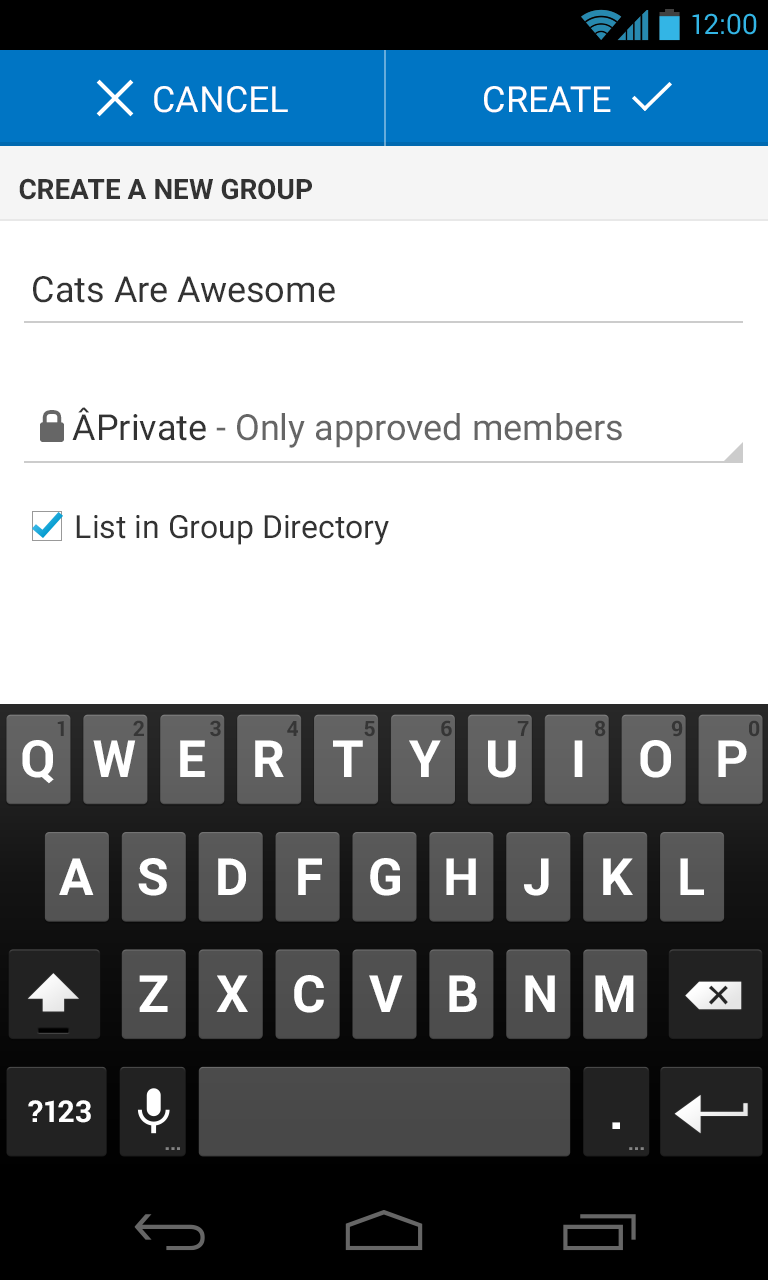 12:00
CANCEL CREATE
CREATE A NEW GROUP
Cats Are Awesome
ÂPrivate - Only approved members
List in Group Directory
1 2 3 4 5 6 7 8 9 0
Q W E R T Y U I O P
A S D F G H J K L
Z X C V B N M
?123 ... . ...